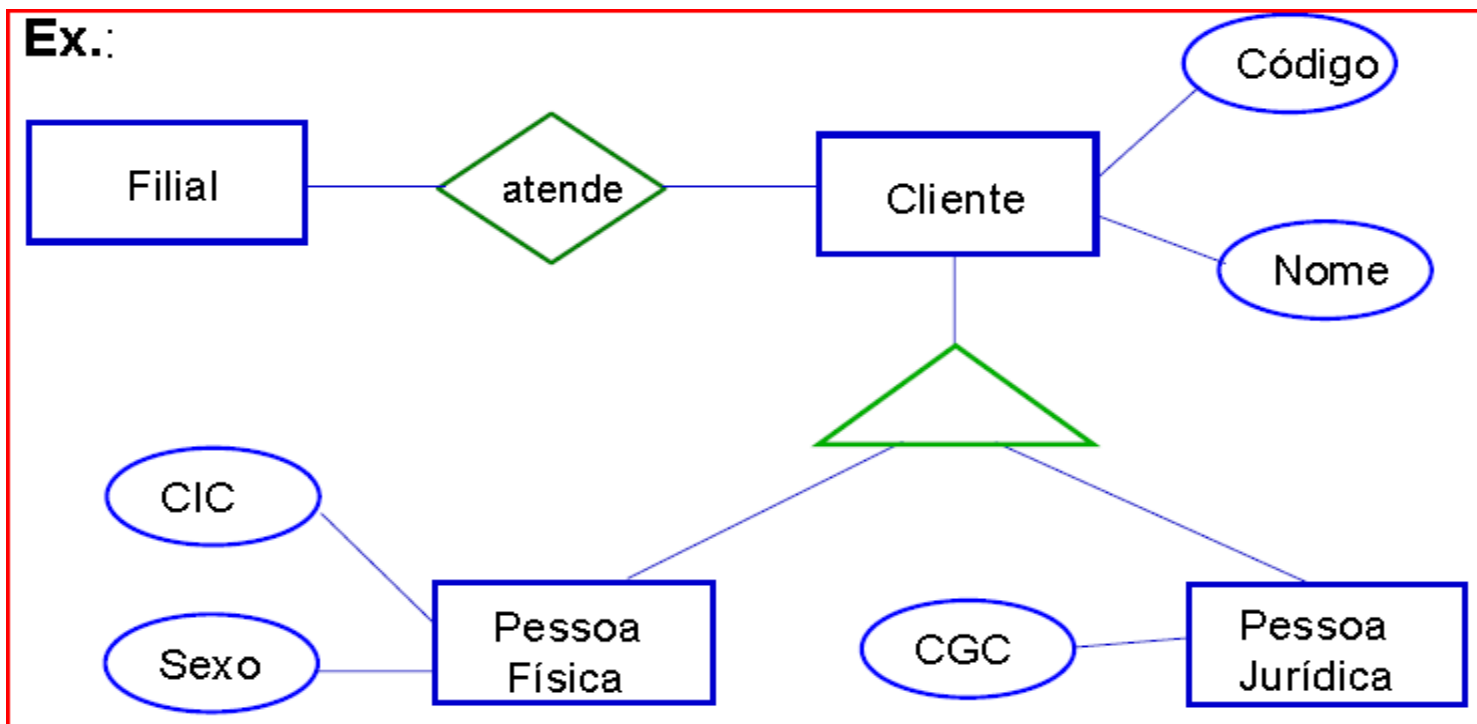 Ex.:
Código
Filial
atende
Cliente
Nome
CIC
Sexo
Pessoa
Física
CGC
Pessoa
Jurídica